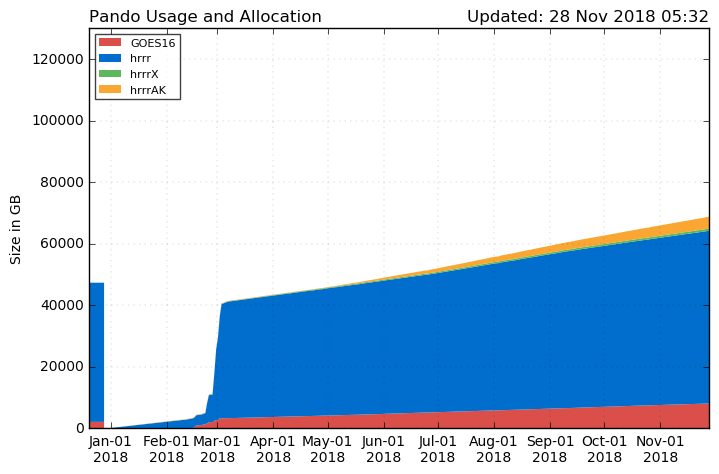 Pando Usage and Allocation Updated: 28 Nov 2018 05:32
GOES16
hrrr
hrrrX
hrrrAK
120000
100000
80000
60000
40000
20000
0
Size in GB
Jan-01 Feb-01 Mar-01 Apr-01 May-01 Jun-01 Jul-01 Aug-01 Sep-01 Oct-01 Nov-01
2018 2018 2018 2018 2018 2018 2018 2018 2018 2018 2018